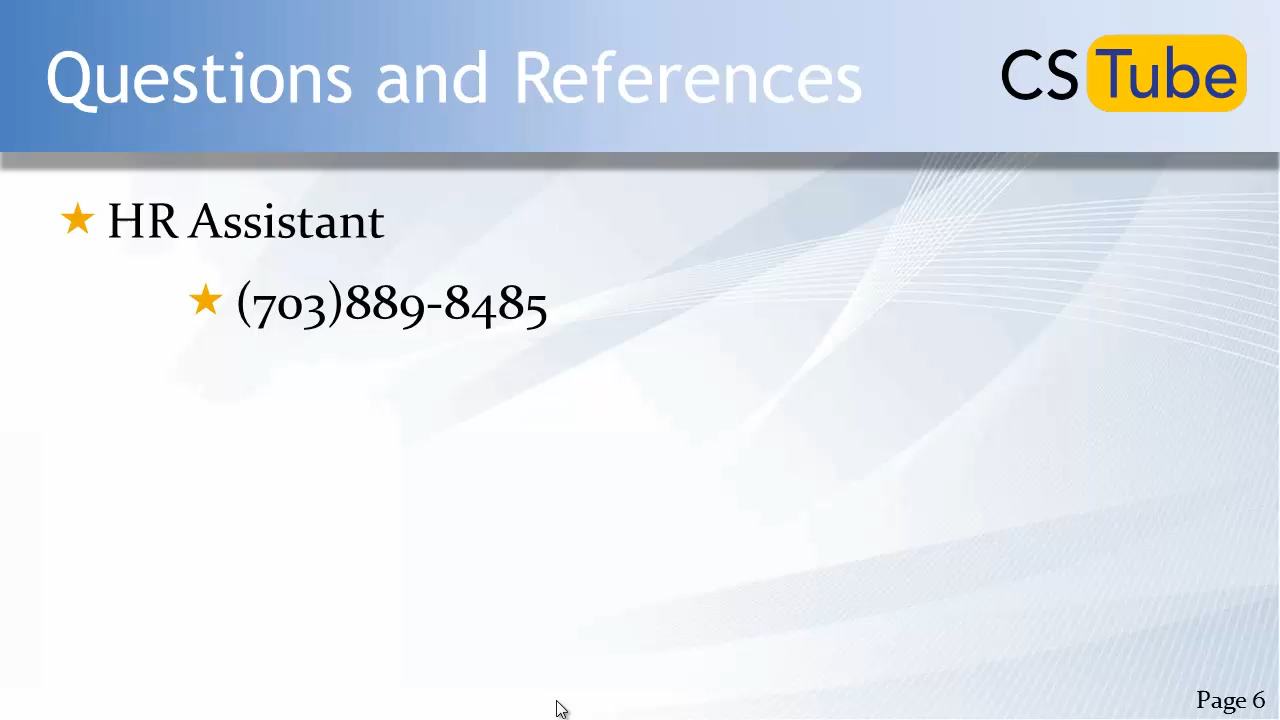 Questions and References
CS Tube
HR Assistant
(703)889-8485
Page 6